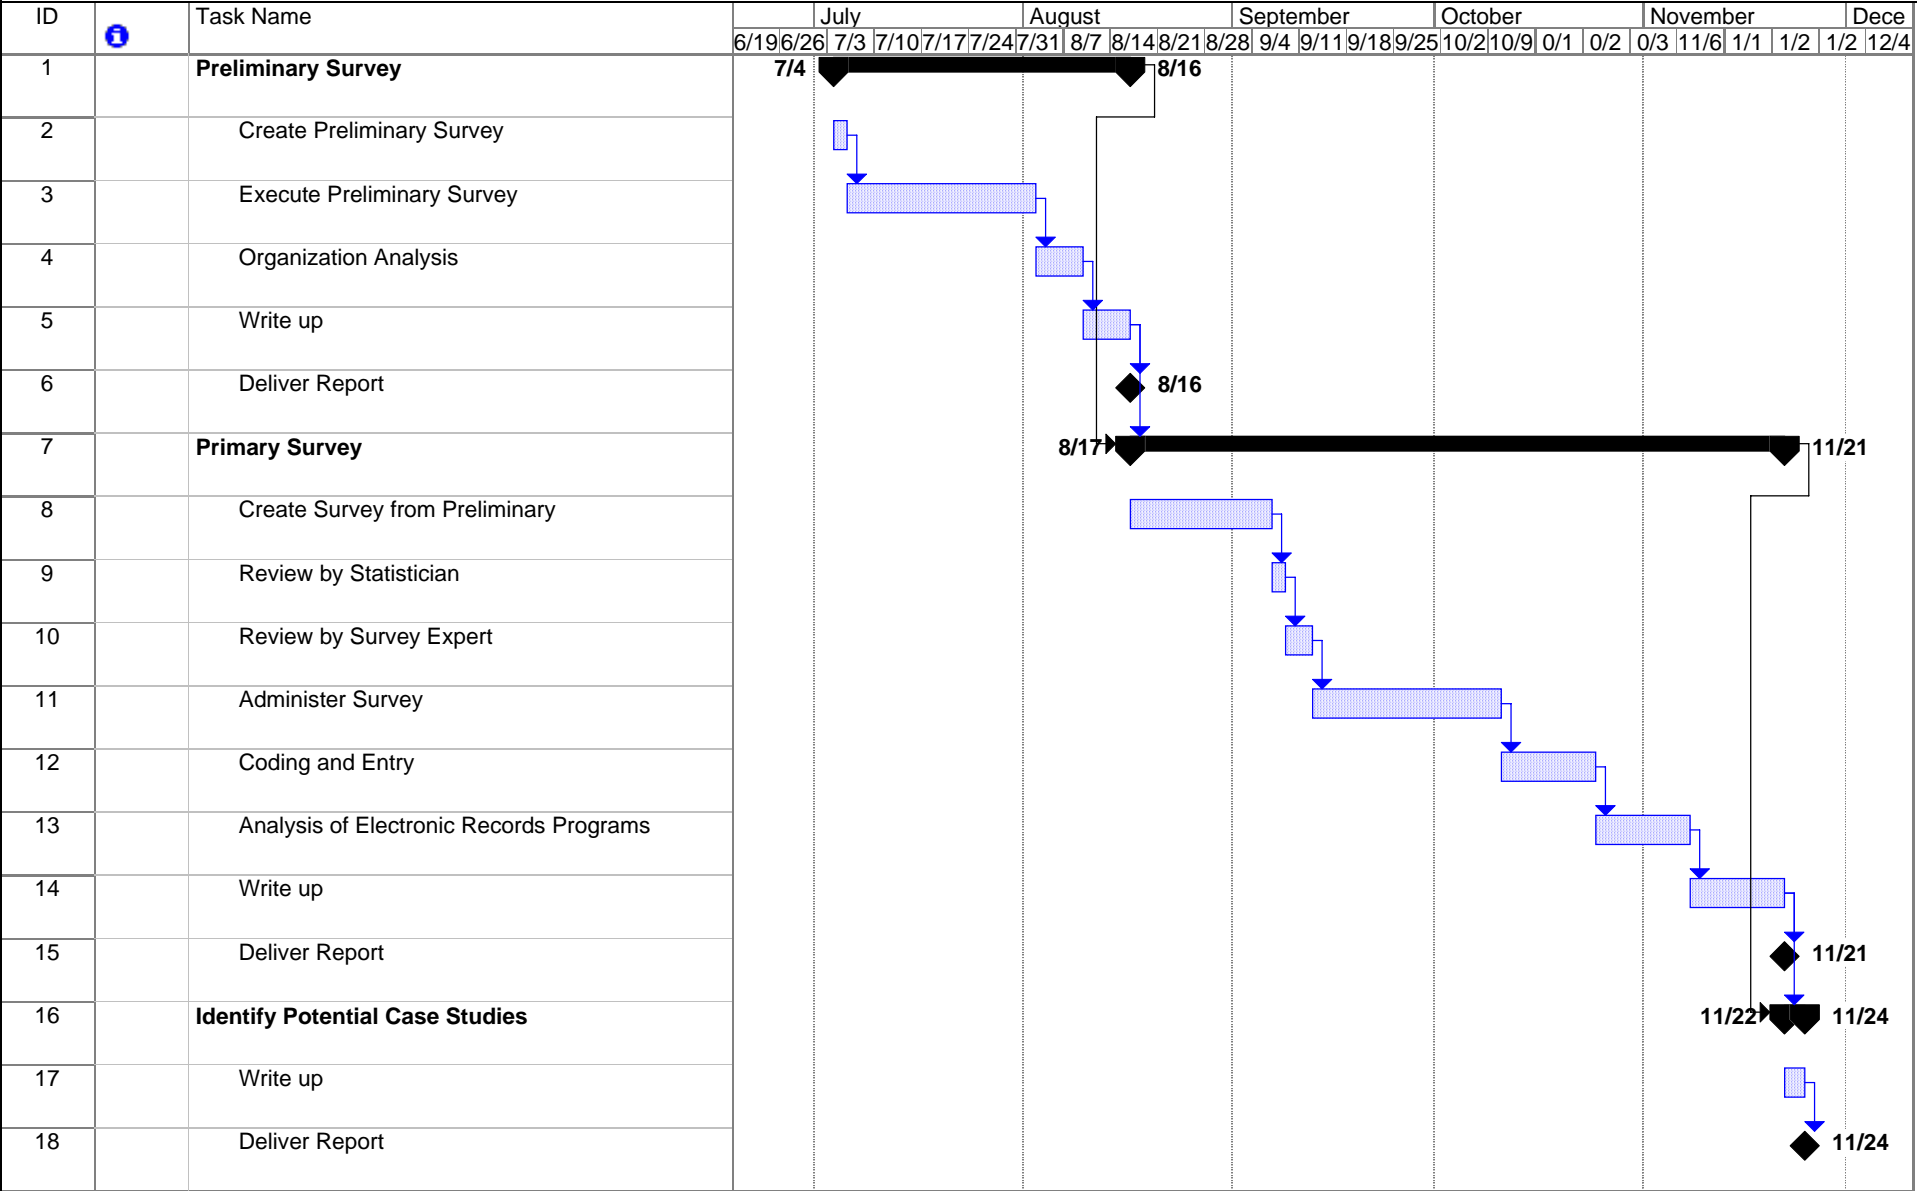 ID Task Name July August September October November Dece
i 6/19 6/26 7/3 7/10 7/17 7/24 7/31 8/7 8/14 8/21 8/28 9/4 9/11 9/18 9/25 10/2 10/9 0/1 0/2 0/3 11/6 1/1 1/2 1/2 12/4
1 Preliminary Survey 7/4 8/16
2 Create Preliminary Survey
3 Execute Preliminary Survey
4 Organization Analysis
5 Write up
6 Deliver Report 8/16
7 Primary Survey 8/17 11/21
8 Create Survey from Preliminary
9 Review by Statistician
10 Review by Survey Expert
11 Administer Survey
12 Coding and Entry
13 Analysis of Electronic Records Programs
14 Write up
15 Deliver Report 11/21
16 Identify Potential Case Studies 11/22 11/24
17 Write up
18 Deliver Report 11/24